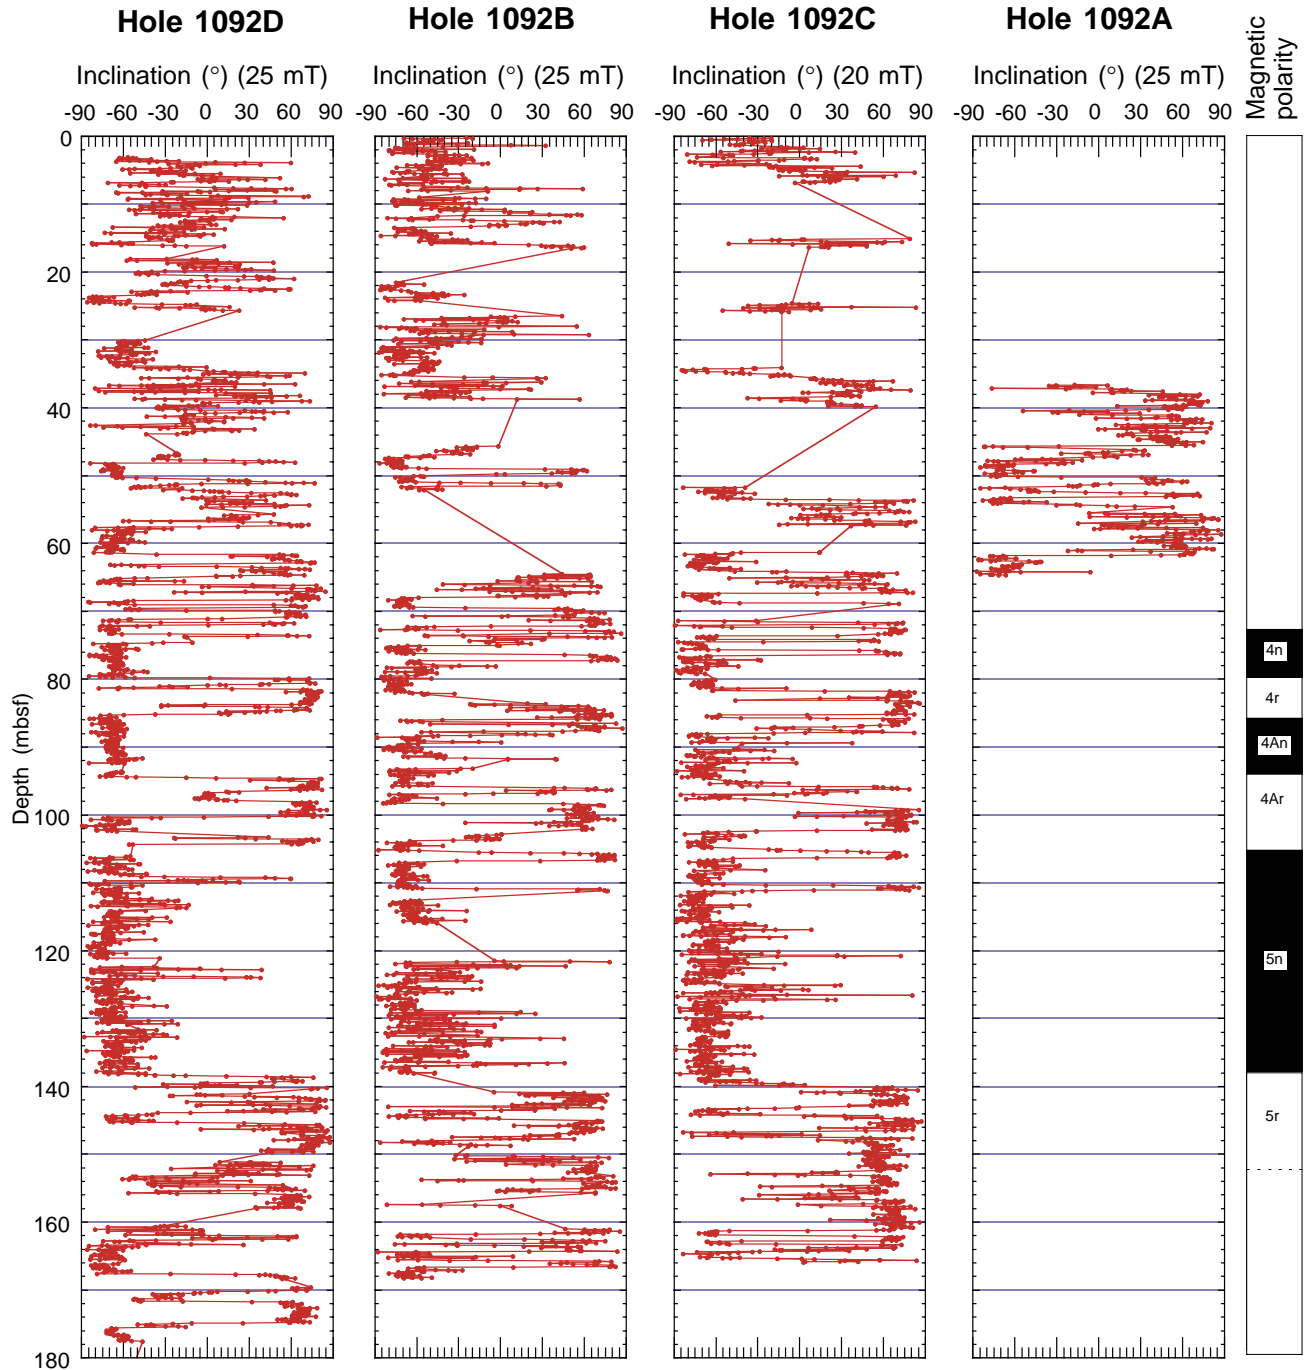 Hole 1092D Hole 1092B Hole 1092C Hole 1092A
Inclination (°) (25 mT) Inclination (°) (25 mT) Inclination (°) (20 mT) Inclination (°) (25 mT)
Magnetic
polarity
-90 -60 -30 0 30 60 90 -90 -60 -30 0 30 60 90 -90 -60 -30 0 30 60 90 -90 -60 -30 0 30 60 90
0
20
40
60
4n
80
4r
4An
Depth (mbsf)
4Ar
100
5n
120
140
5r
160
180